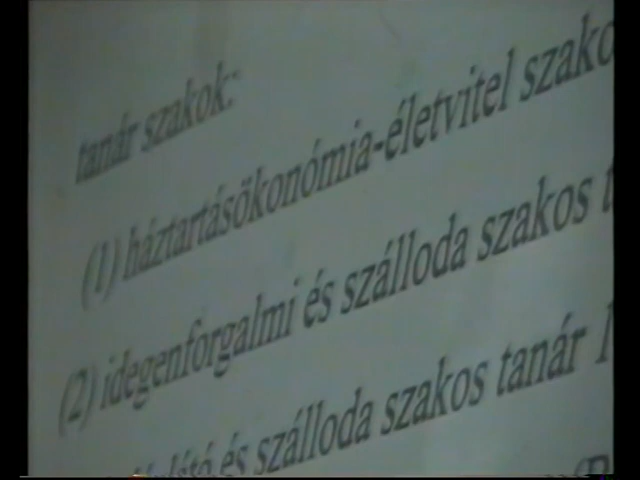 tanár szakok:
(1) háztartásökonómia-életvitel szako
(2) idegenforgalmi és szálloda szakos t
és szálloda szakos tanár